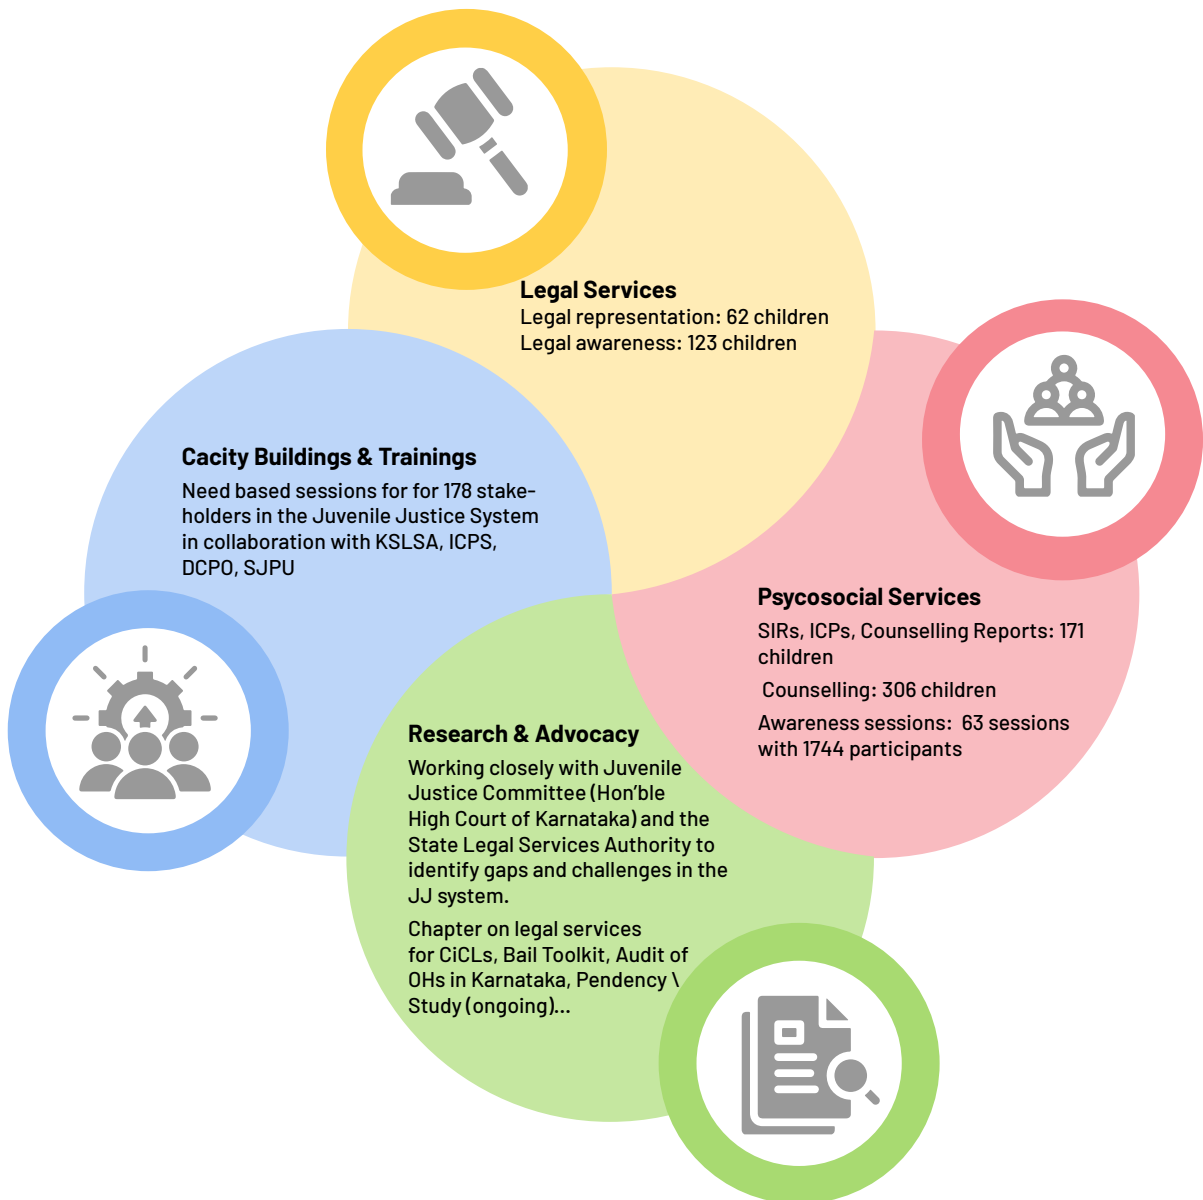 Legal Services
Legal representation: 62 children
Legal awareness: 123 children
Cacity Buildings & Trainings
Need based sessions for for 178 stake-
holders in the Juvenile Justice System
in collaboration with KSLSA, ICPS,
DCPO, SJPU
Psycosocial Services
SIRs, ICPs, Counselling Reports: 171
children
Counselling: 306 children
Awareness sessions: 63 sessions
with 1744 participants
Research & Advocacy
Working closely with Juvenile
Justice Committee (Hon’ble
High Court of Karnataka) and the
State Legal Services Authority to
identify gaps and challenges in the
JJ system.
Chapter on legal services
for CiCLs, Bail Toolkit, Audit of
OHs in Karnataka, Pendency \
Study (ongoing)...